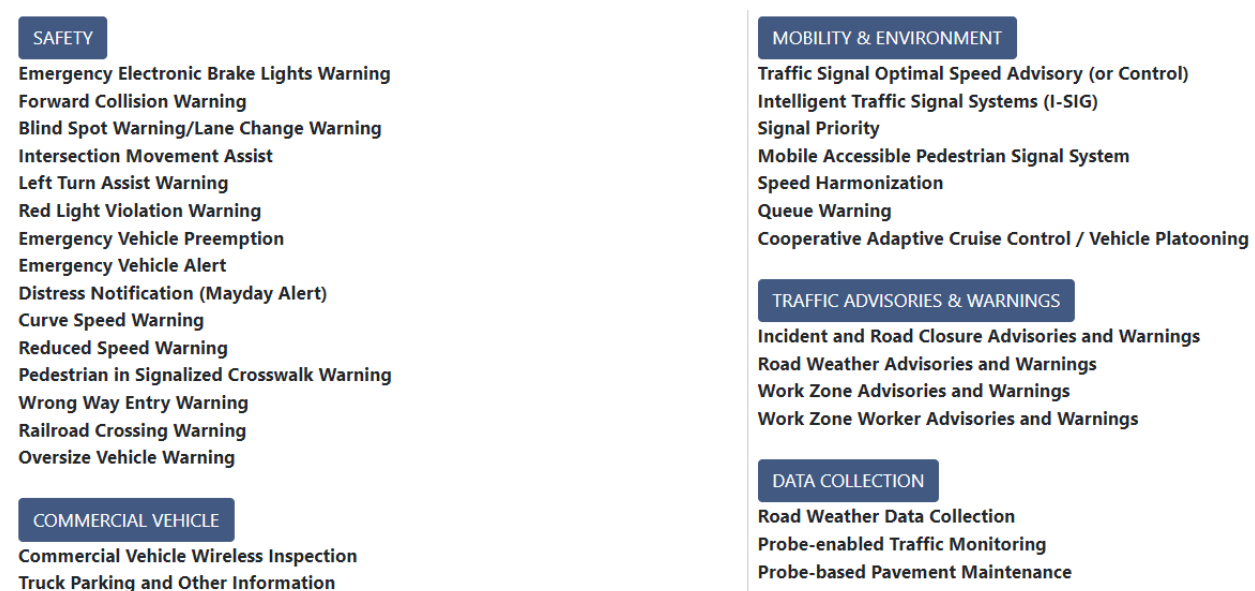 SAFETY
Emergency Electronic Brake Lights Warning
Forward Collision Warning
Blind Spot Warning/Lane Change Warning
Intersection Movement Assist
Left Turn Assist Warning
Red Light Violation Warning
Emergency Vehicle Preemption
Emergency Vehicle Alert
Distress Notification (Mayday Alert)
Curve Speed Warning
Reduced Speed Warning
Pedestrian in Signalized Crosswalk Warning
Wrong Way Entry Warning
Railroad Crossing Warning
Oversize Vehicle Warning
COMMERCIAL VEHICLE
Commercial Vehicle Wireless Inspection
Truck Parking and Other Information
MOBILITY & ENVIRONMENT
Traffic Signal Optimal Speed Advisory (or Control)
Intelligent Traffic Signal Systems (I-SIG)
Signal Priority
Mobile Accessible Pedestrian Signal System
Speed Harmonization
Queue Warning
Cooperative Adaptive Cruise Control / Vehicle Platooning
TRAFFIC ADVISORIES & WARNINGS
Incident and Road Closure Advisories and Warnings
Road Weather Advisories and Warnings
Work Zone Advisories and Warnings
Work Zone Worker Advisories and Warnings
DATA COLLECTION
Road Weather Data Collection
Probe-enabled Traffic Monitoring
Probe-based Pavement Maintenance